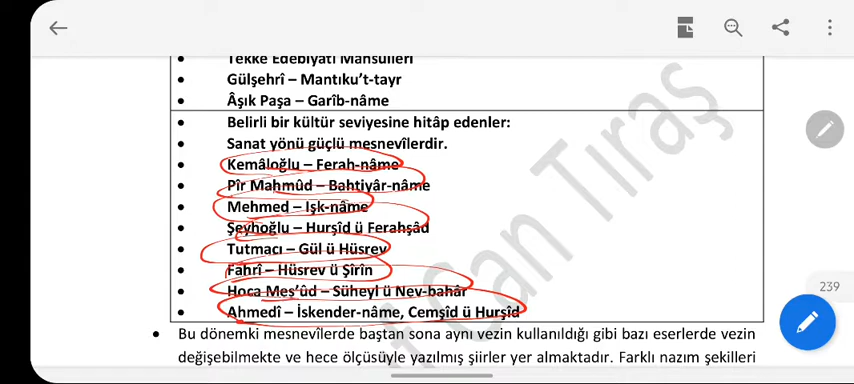 Tekke Edebiyatı Mahsulleri
Gülşehrî – Mantıku't-tayr
Âşık Paşa – Garîb-nâme
Belirli bir kültür seviyesine hitâp edenler:
Sanat yönü güçlü mesnevîlerdir.
Kemâloğlu – Ferah-nâme
Pîr Mahmûd – Bahtiyâr-nâme
Mehmed – Işk-nâme
Şeyhoğlu – Hurşîd ü Ferahşâd
Tutmacı – Gül ü Hüsrev
Fahrî – Hüsrev ü Şîrîn
Hoca Mes'ûd – Süheyl ü Nev-bahâr
Ahmedî – İskender-nâme, Cemşîd ü Hurşîd
239
Bu dönemki mesnevîlerde baştan sona aynı vezin kullanıldığı gibi bazı eserlerde vezin
değişebilmekte ve hece ölçüsüyle yazılmış şiirler yer almaktadır. Farklı nazım şekilleri
t Can Tıraş